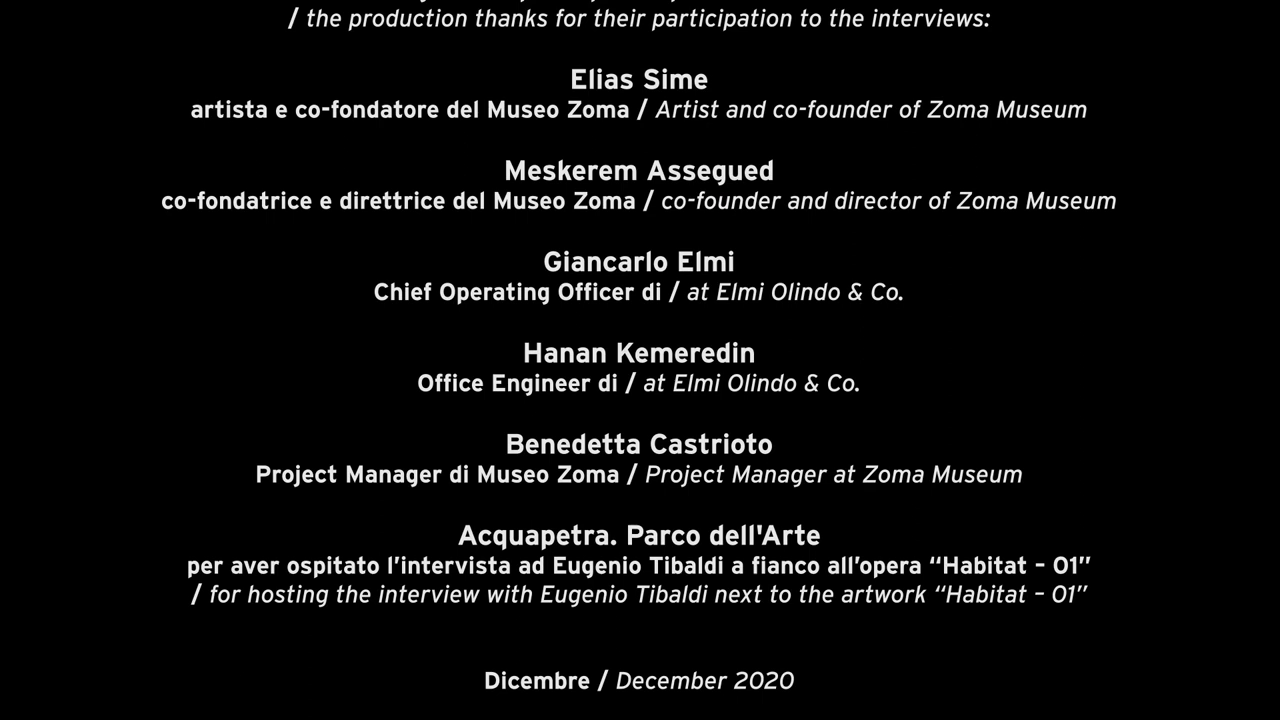 / the production thanks for their participation to the interviews:
Elias Sime
artista e co-fondatore del Museo Zoma / Artist and co-founder of Zoma Museum
Meskerem Assegued
co-fondatrice e direttrice del Museo Zoma / co-founder and director of Zoma Museum
Giancarlo Elmi
Chief Operating Officer di / at Elmi Olindo & Co.
Hanan Kemeredin
Office Engineer di / at Elmi Olindo & Co.
Benedetta Castrioto
Project Manager di Museo Zoma / Project Manager at Zoma Museum
Acquapetra. Parco dell'Arte
per aver ospitato l’intervista ad Eugenio Tibaldi a fianco all’opera “Habitat – 01”
/ for hosting the interview with Eugenio Tibaldi next to the artwork “Habitat – 01”
Dicembre / December 2020